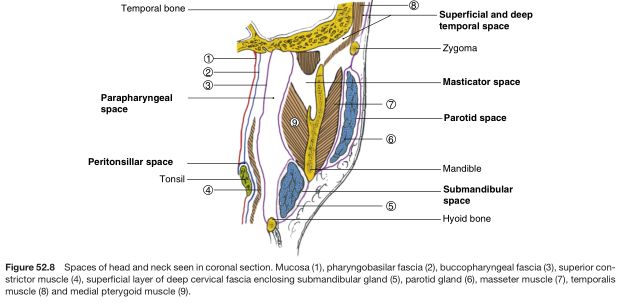 Temporal bone
⑧
Superficial and deep
temporal space
Zygoma
①
②
③
Masticator space
Parapharyngeal
space
⑦
Parotid space
⑨
⑥
Peritonsillar space
Tonsil
Mandible
④
Submandibular
space
⑤
Hyoid bone
Figure 52.8 Spaces of head and neck seen in coronal section. Mucosa (1), pharyngobasilar fascia (2), buccopharyngeal fascia (3), superior con-
strictor muscle (4), superficial layer of deep cervical fascia enclosing submandibular gland (5), parotid gland (6), masseter muscle (7), temporalis
muscle (8) and medial pterygoid muscle (9).